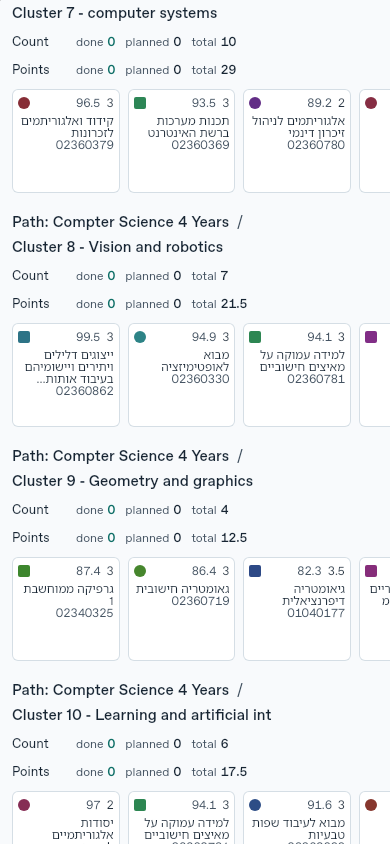 Cluster 7 - computer systems
Count done 0 planned 0 total 10
Points done 0 planned 0 total 29
96.5 3
קידוד ואלגוריתמים
לזכרונות
02360379
93.5 3
תכנות מערכות
ברשת האינטרנט
02360369
89.2 2
אלגוריתמים לניהול
זיכרון דינמי
02360780
Path: Compter Science 4 Years /
Cluster 8 - Vision and robotics
Count done 0 planned 0 total 7
Points done 0 planned 0 total 21.5
99.5 3
ייצוגים דלילים
ויתירים ויישומיהם
בעיבוד אותות...
02360862
94.9 3
מבוא
לאופטימיזציה
02360330
94.1 3
למידה עמוקה על
מאיצים חישוביים
02360781
Path: Compter Science 4 Years /
Cluster 9 - Geometry and graphics
Count done 0 planned 0 total 4
Points done 0 planned 0 total 12.5
87.4 3
גרפיקה ממוחשבת
1
02340325
86.4 3
גאומטריה חישובית
02360719
82.3 3.5
גיאומטריה
דיפרנציאלית
01040177
Path: Compter Science 4 Years /
Cluster 10 - Learning and artificial int
Count done 0 planned 0 total 6
Points done 0 planned 0 total 17.5
97 2
יסודות
אלגוריתמיים
94.1 3
למידה עמוקה על
מאיצים חישוביים
91.6 3
מבוא לעיבוד שפות
טבעיות